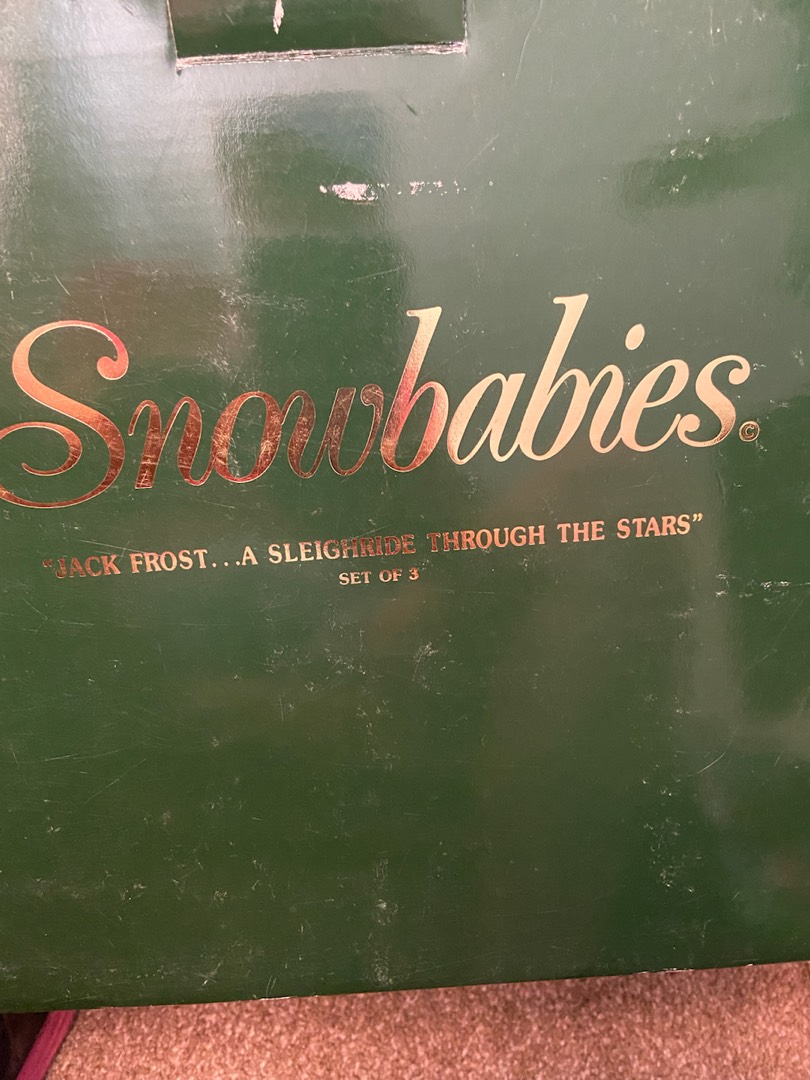 Snowbabies©
“JACK FROST...A SLEIGHRIDE THROUGH THE STARS”
SET OF 3